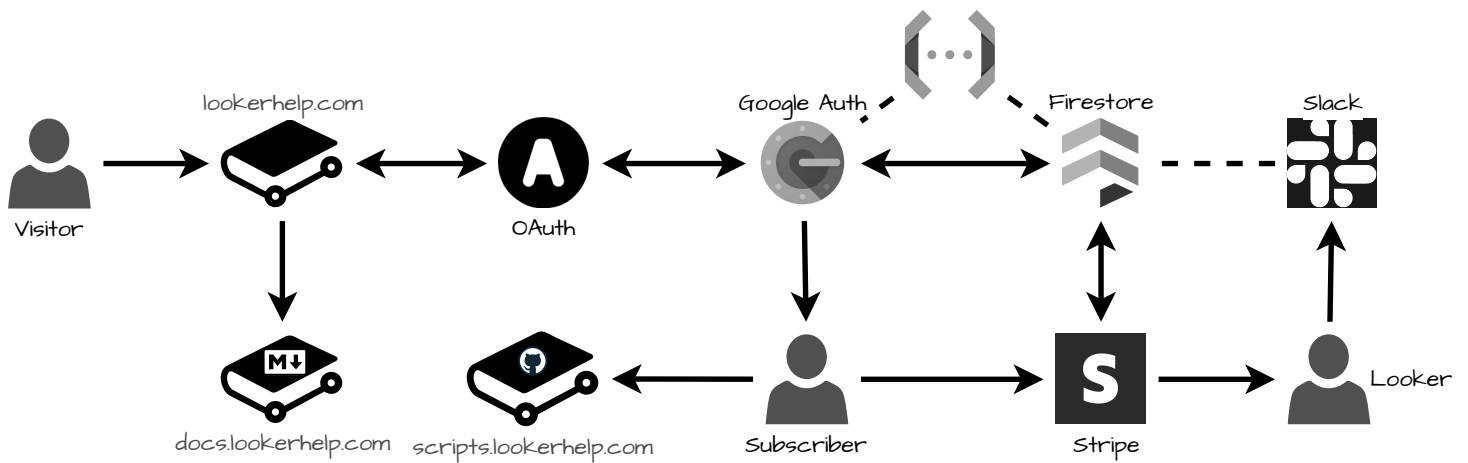 lookerhelp.com
Google Auth
Firestore
Slack
A
Visitor
OAuth
M
S
Looker
docs.lookerhelp.com
scripts.lookerhelp.com
Subscriber
Stripe